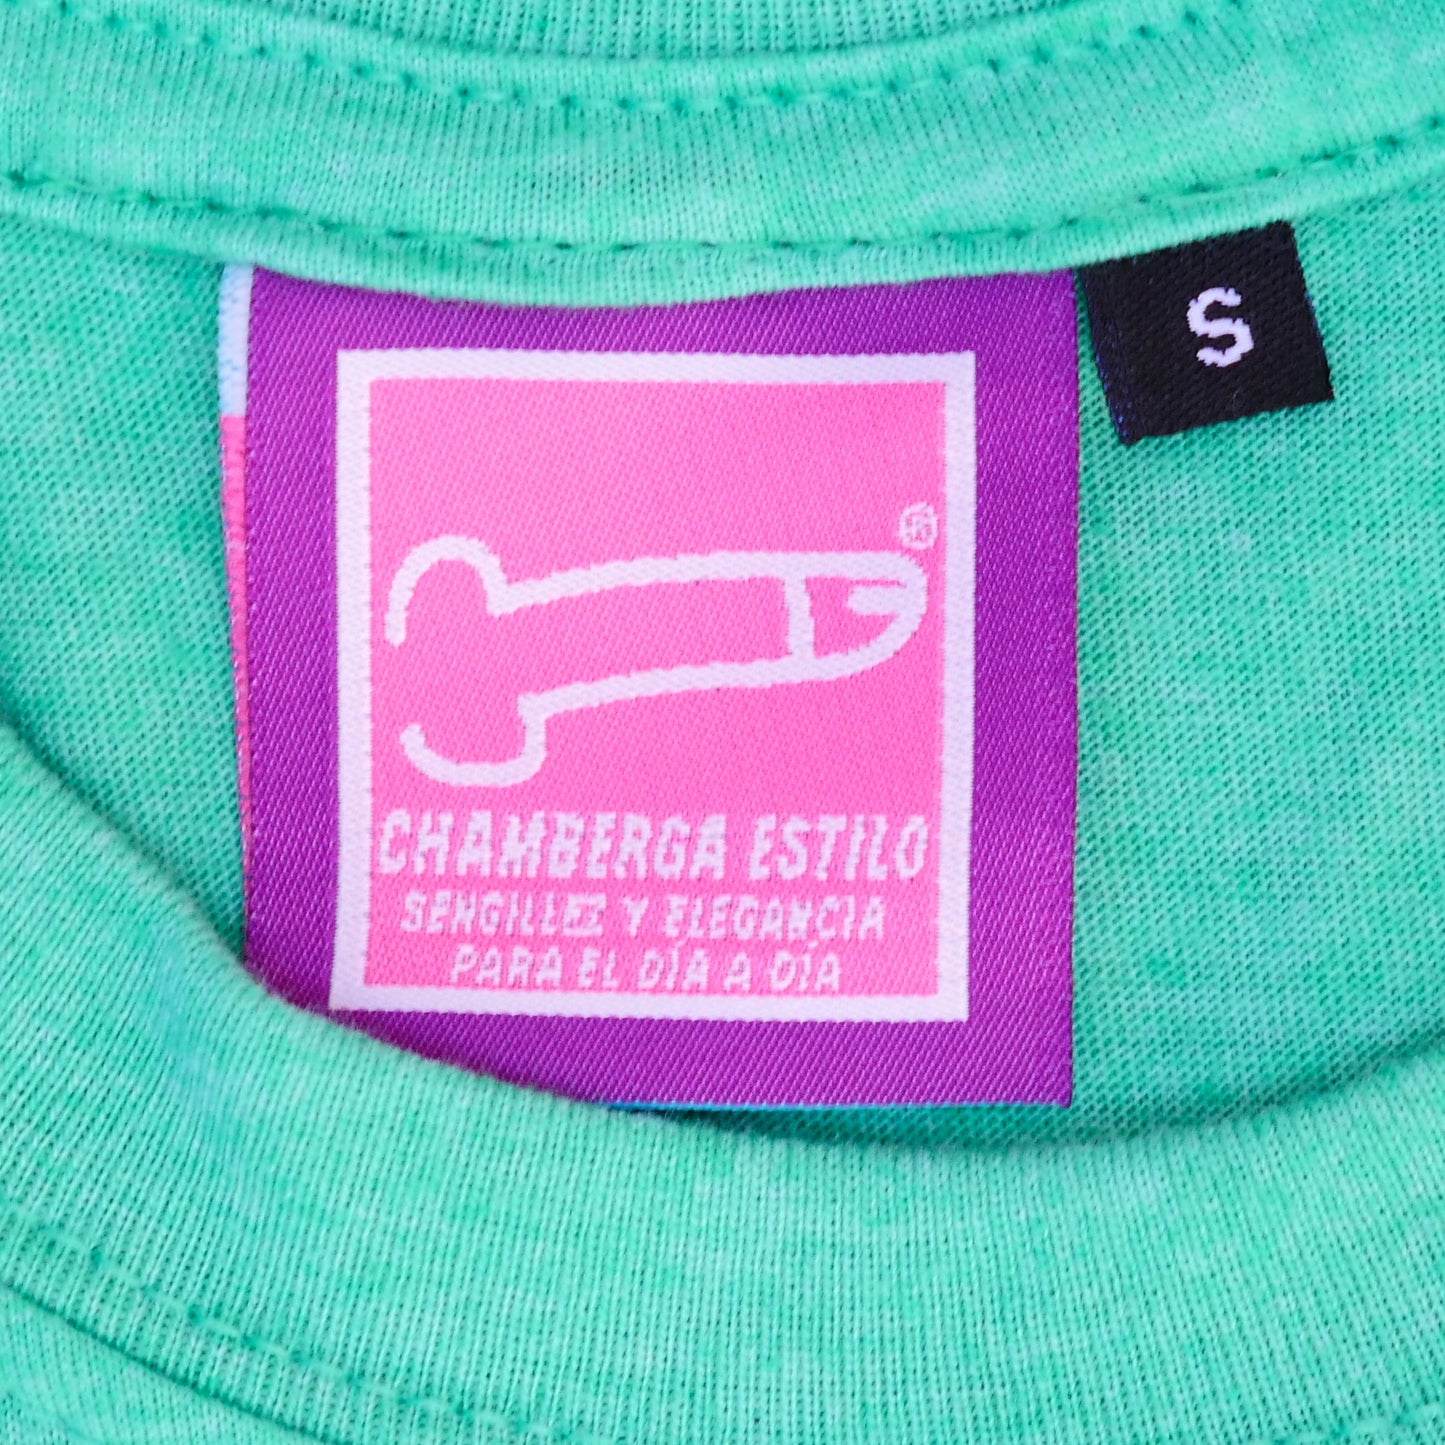 S
®
CHAMBERGA ESTILO
SENCILLEZ Y ELEGANCIA
PARA EL DÍA A DÍA